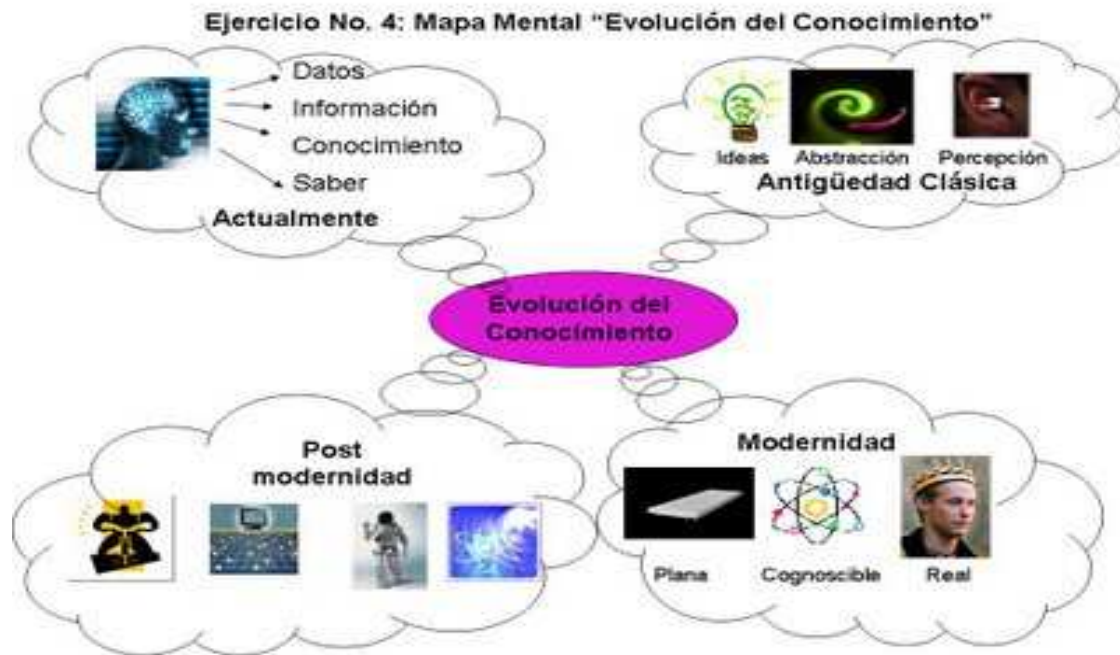 Ejercicio No. 4: Mapa Mental "Evolución del Conocimiento"
Datos
Información
Conocimiento
Saber
Actualmente
Ideas Abstracción Percepción
Antigüedad Clásica
Evolución del
Conocimiento
Post
modernidad
Modernidad
Plana Cognoscible Real